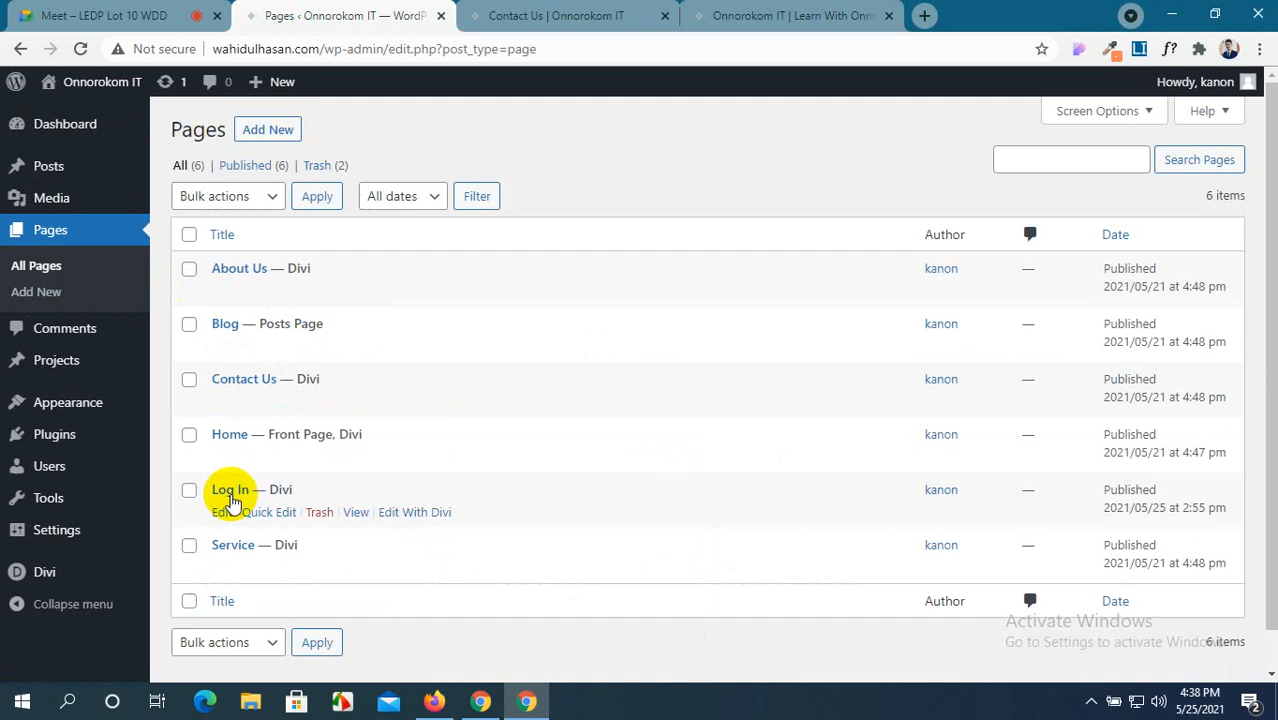 Meet – LEDP Lot 10 WDD
Pages ‹ Onnorokom IT — WordP
Contact Us | Onnorokom IT
Onnorokom IT | Learn With Onno
Not secure
wahidulhasan.com/wp-admin/edit.php?post_type=page
Onnorokom IT
1
0
New
Howdy, kanon
Screen Options
Help
Dashboard
Posts
Media
Pages
All Pages
Add New
Comments
Projects
Appearance
Plugins
Users
Tools
Settings
Divi
Collapse menu
Pages
Add New
All (6) | Published (6) | Trash (2)
Search Pages
Bulk actions
Apply
All dates
Filter
6 items
Title
Author
Date
About Us — Divi
kanon
—
Published
2021/05/21 at 4:48 pm
Blog — Posts Page
kanon
—
Published
2021/05/21 at 4:48 pm
Contact Us — Divi
kanon
—
Published
2021/05/21 at 4:48 pm
Home — Front Page, Divi
kanon
—
Published
2021/05/21 at 4:47 pm
Log In — Divi
Edit | Quick Edit | Trash | View | Edit With Divi
kanon
—
Published
2021/05/25 at 2:55 pm
Service — Divi
kanon
—
Published
2021/05/21 at 4:48 pm
Title
Author
Date
Bulk actions
Apply
6 items
Activate Windows
Go to Settings to activate Windows.
4:38 PM
5/25/2021
2